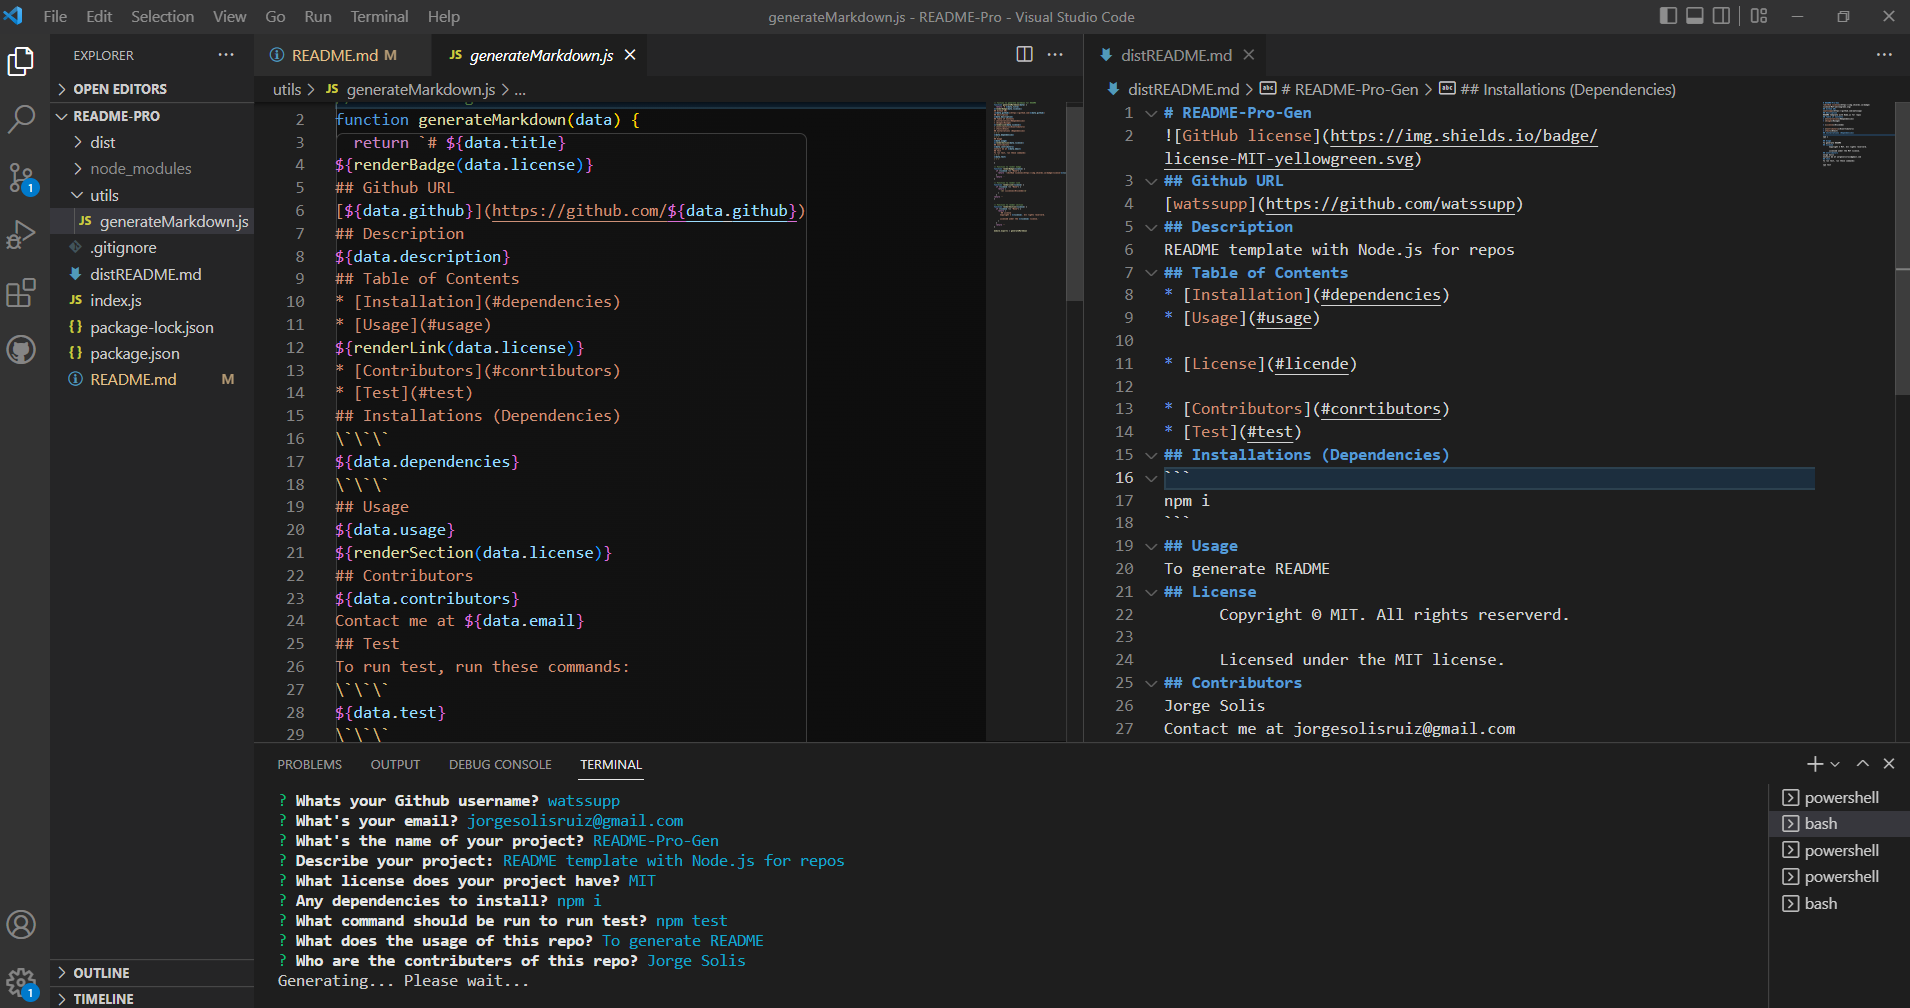 File Edit Selection View Go Run Terminal Help
generateMarkdown.js - README-Pro - Visual Studio Code
EXPLORER
OPEN EDITORS
README-PRO
dist
node_modules
utils
JS generateMarkdown.js
.gitignore
distREADME.md
JS index.js
{} package-lock.json
{} package.json
README.md M
OUTLINE
TIMELINE
1
1
README.md M
JS generateMarkdown.js
utils > JS generateMarkdown.js > ...
2 function generateMarkdown(data) {
3 return `# ${data.title}
4 ${renderBadge(data.license)}
5 ## Github URL
6 [${data.github}](https://github.com/${data.github})
7 ## Description
8 ${data.description}
9 ## Table of Contents
10 * [Installation](#dependencies)
11 * [Usage](#usage)
12 ${renderLink(data.license)}
13 * [Contributors](#conrtibutors)
14 * [Test](#test)
15 ## Installations (Dependencies)
16 \`\`\`
17 ${data.dependencies}
18 \`\`\`
19 ## Usage
20 ${data.usage}
21 ${renderSection(data.license)}
22 ## Contributors
23 ${data.contributors}
24 Contact me at ${data.email}
25 ## Test
26 To run test, run these commands:
27 \`\`\`
28 ${data.test}
29 \`\`\`
distREADME.md
distREADME.md > # README-Pro-Gen > ## Installations (Dependencies)
1 # README-Pro-Gen
2 ![GitHub license](https://img.shields.io/badge/
license-MIT-yellowgreen.svg)
3 ## Github URL
4 [watssupp](https://github.com/watssupp)
5 ## Description
6 README template with Node.js for repos
7 ## Table of Contents
8 * [Installation](#dependencies)
9 * [Usage](#usage)
10
11 * [License](#licende)
12
13 * [Contributors](#conrtibutors)
14 * [Test](#test)
15 ## Installations (Dependencies)
16 ```
17 npm i
18 ```
19 ## Usage
20 To generate README
21 ## License
22 Copyright © MIT. All rights reserverd.
23
24 Licensed under the MIT license.
25 ## Contributors
26 Jorge Solis
27 Contact me at jorgesolisruiz@gmail.com
PROBLEMS OUTPUT DEBUG CONSOLE TERMINAL
? Whats your Github username? watssupp
? What's your email? jorgesolisruiz@gmail.com
? What's the name of your project? README-Pro-Gen
? Describe your project: README template with Node.js for repos
? What license does your project have? MIT
? Any dependencies to install? npm i
? What command should be run to run test? npm test
? What does the usage of this repo? To generate README
? Who are the contributers of this repo? Jorge Solis
Generating... Please wait...
powershell
bash
powershell
powershell
bash